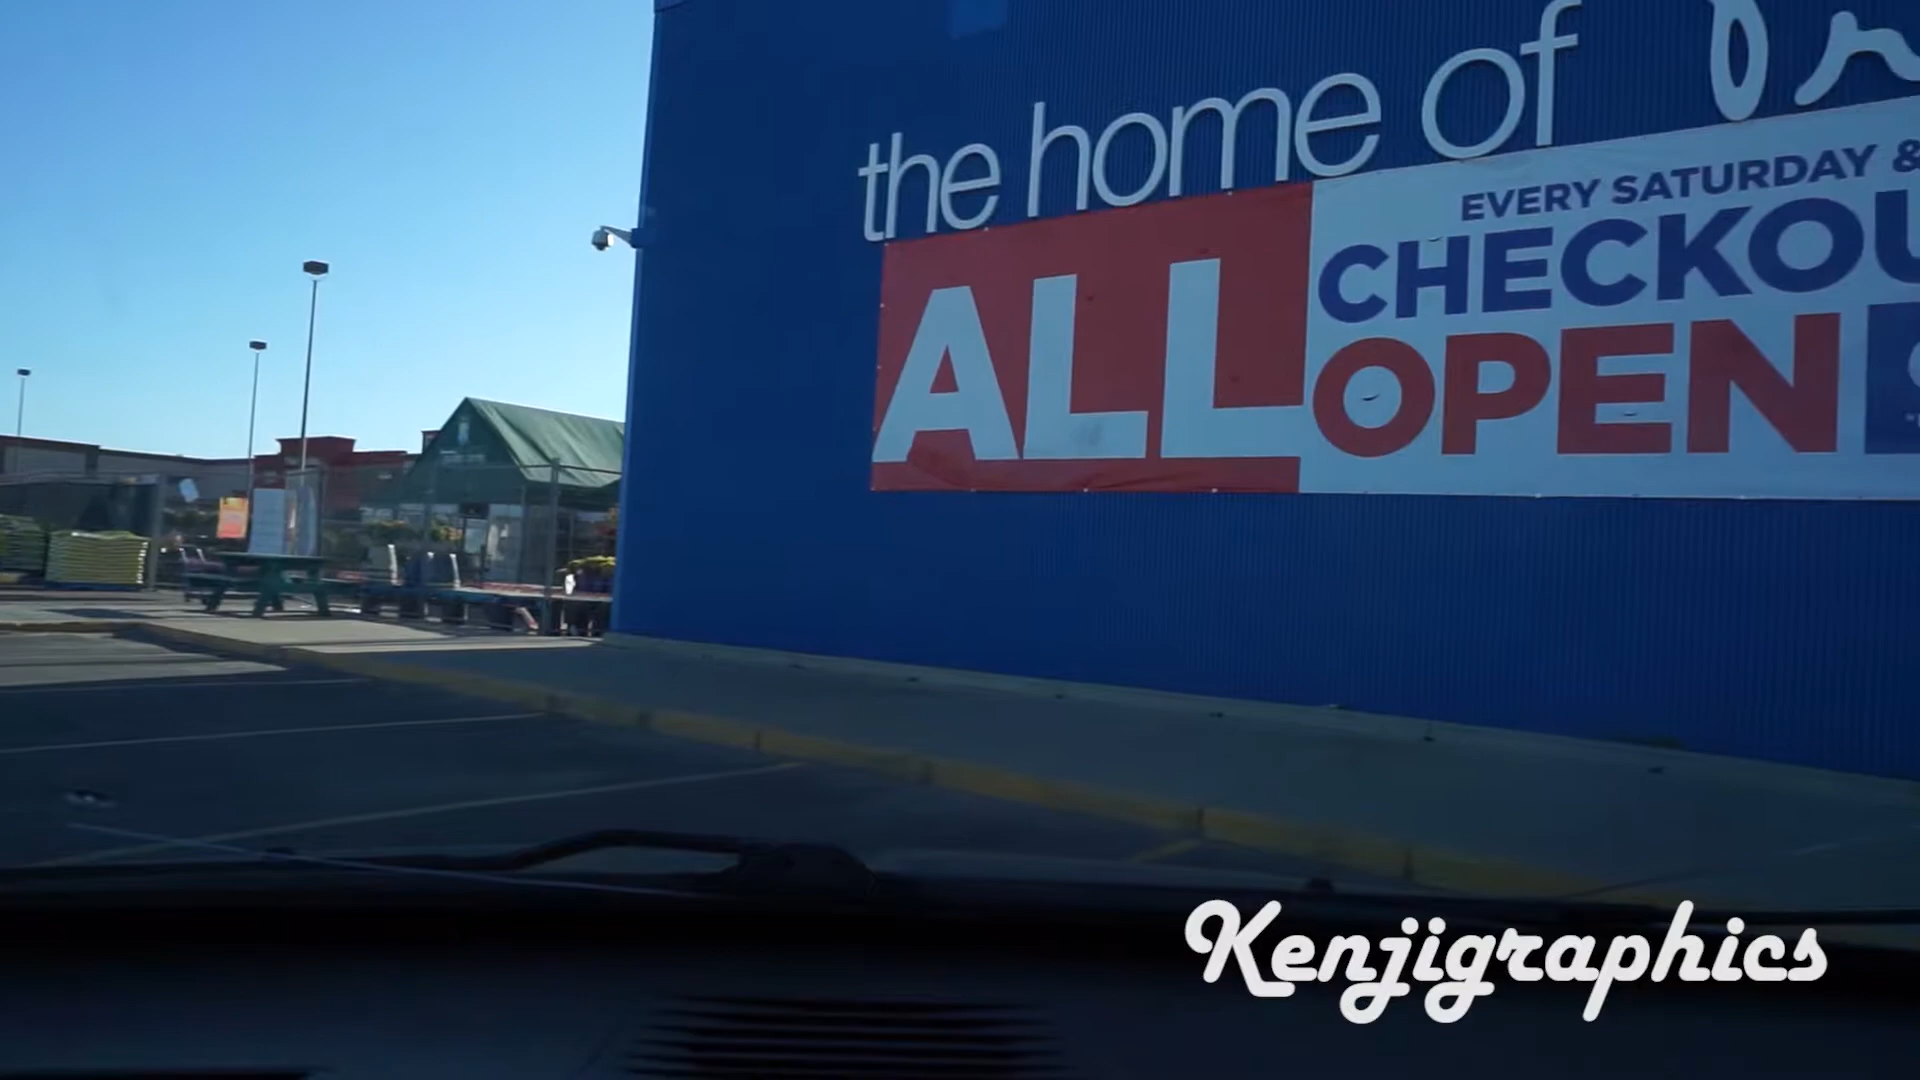 the home of
ALL
EVERY SATURDAY &
CHECKOU
OPEN
Kenjigraphics